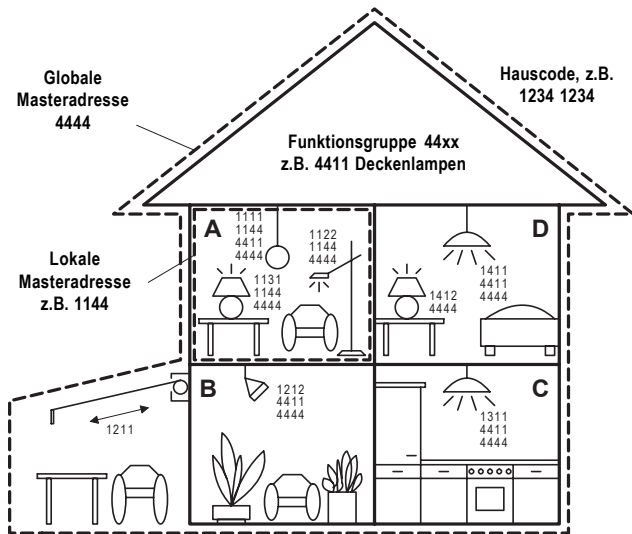 Globale
Masteradresse
4444
Hauscode, z.B.
1234 1234
Funktionsgruppe 44xx
z.B. 4411 Deckenlampen
Lokale
Masteradresse
z.B. 1144
A
1111
1144
4411
4444
1122
1144
4444
1131
1144
4444
D
1411
4411
4444
1412
4444
1211
B
1212
4411
4444
C
1311
4411
4444